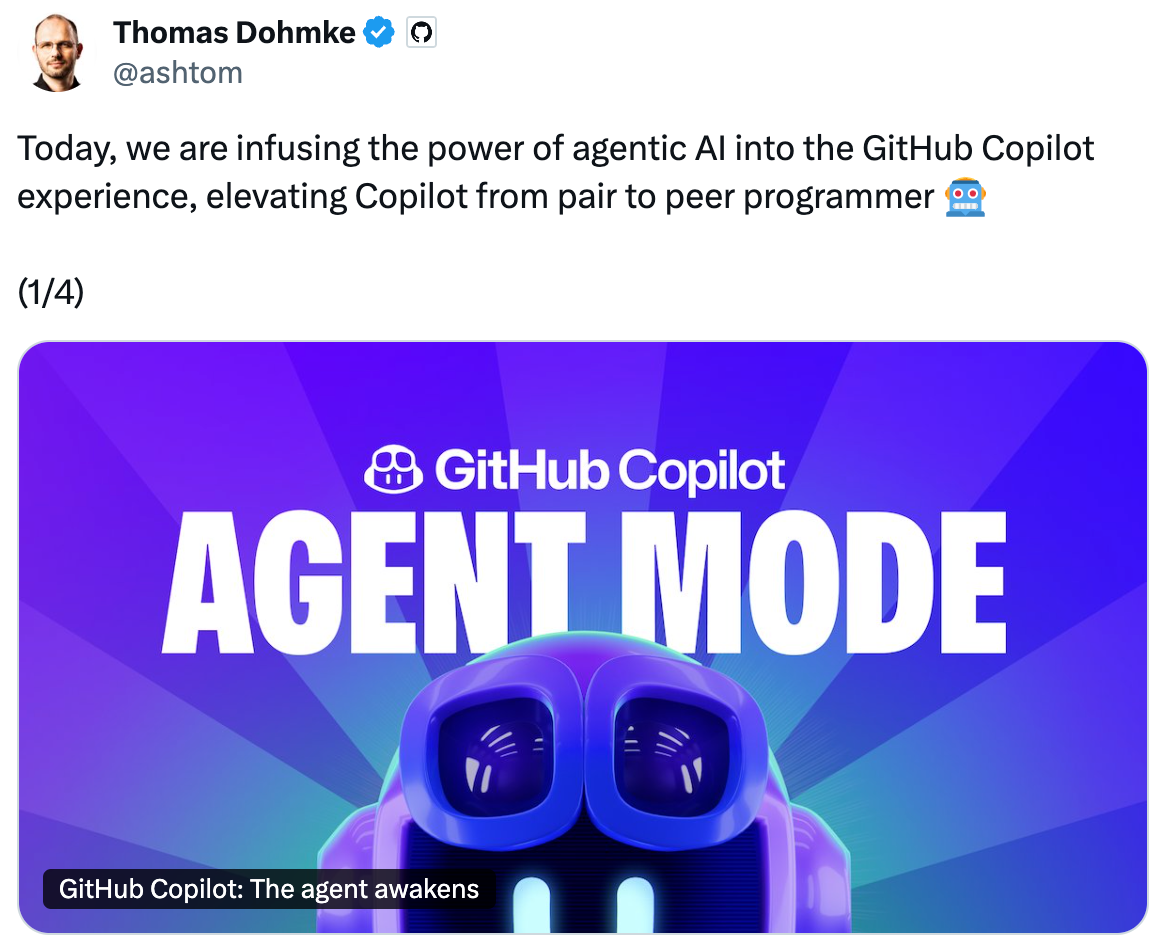 Thomas Dohmke
@ashtom
Today, we are infusing the power of agentic AI into the GitHub Copilot
experience, elevating Copilot from pair to peer programmer 🤖
(1/4)
GitHub Copilot
AGENT MODE
GitHub Copilot: The agent awakens